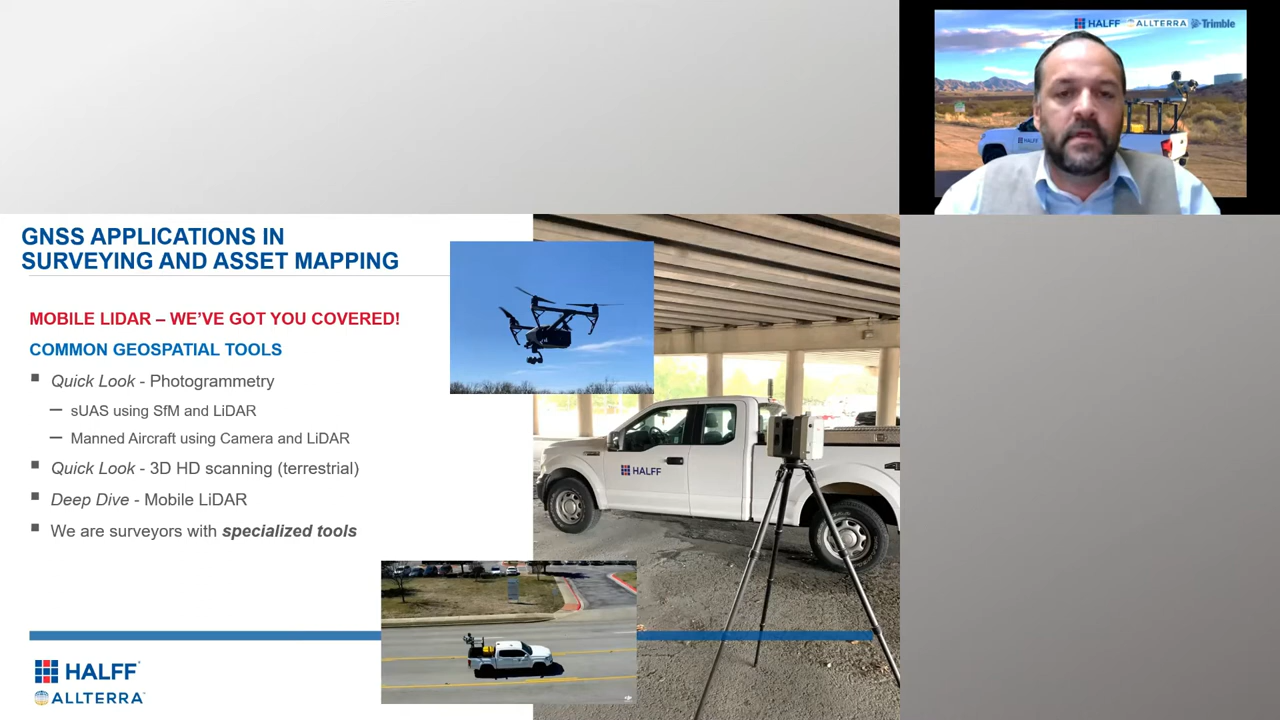 HALFF ALLTERRA Trimble
GNSS APPLICATIONS IN
SURVEYING AND ASSET MAPPING
MOBILE LIDAR – WE'VE GOT YOU COVERED!
COMMON GEOSPATIAL TOOLS
Quick Look - Photogrammetry
sUAS using SfM and LiDAR
Manned Aircraft using Camera and LiDAR
Quick Look - 3D HD scanning (terrestrial)
Deep Dive - Mobile LiDAR
We are surveyors with specialized tools
HALFF
HALFF
HALFF
ALLTERRA